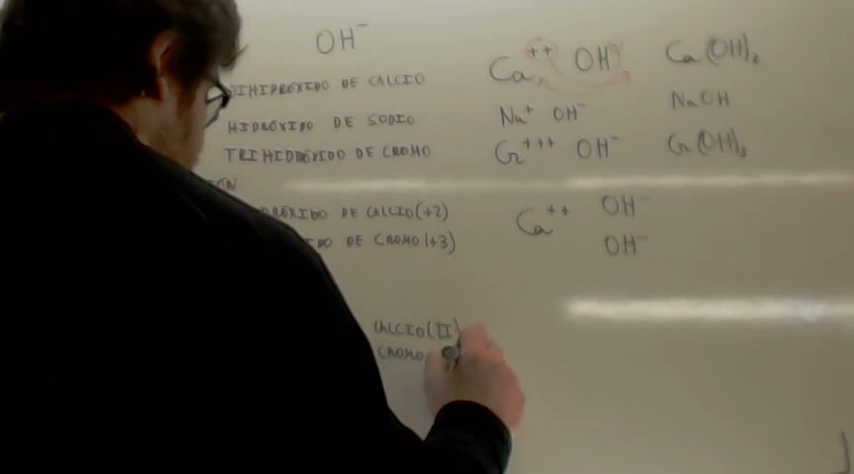 OH⁻
DIHIDRÓXIDO DE CALCIO Ca⁺⁺ OH⁻ Ca(OH)₂
HIDRÓXIDO DE SODIO Na⁺ OH⁻ NaOH
TRIHIDRÓXIDO DE CROMO Cr⁺⁺⁺ OH⁻ Cr(OH)₃
DE CALCIO (+2) Ca⁺⁺ OH⁻
DE CROMO (+3) OH⁻
CALCIO (II)
CROMO